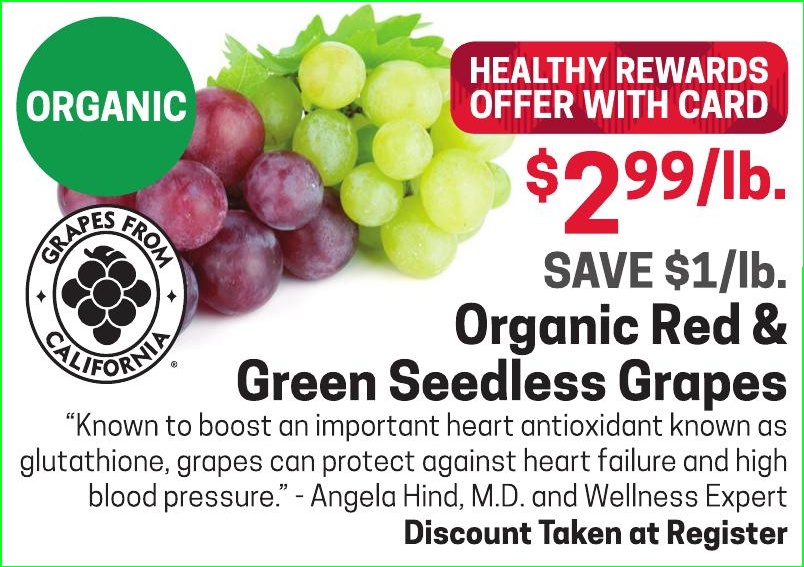 ORGANIC
HEALTHY REWARDS
OFFER WITH CARD
$2.99/lb.
SAVE $1/lb.
GRAPES FROM
CALIFORNIA®
Organic Red &
Green Seedless Grapes
“Known to boost an important heart antioxidant known as
glutathione, grapes can protect against heart failure and high
blood pressure.” - Angela Hind, M.D. and Wellness Expert
Discount Taken at Register